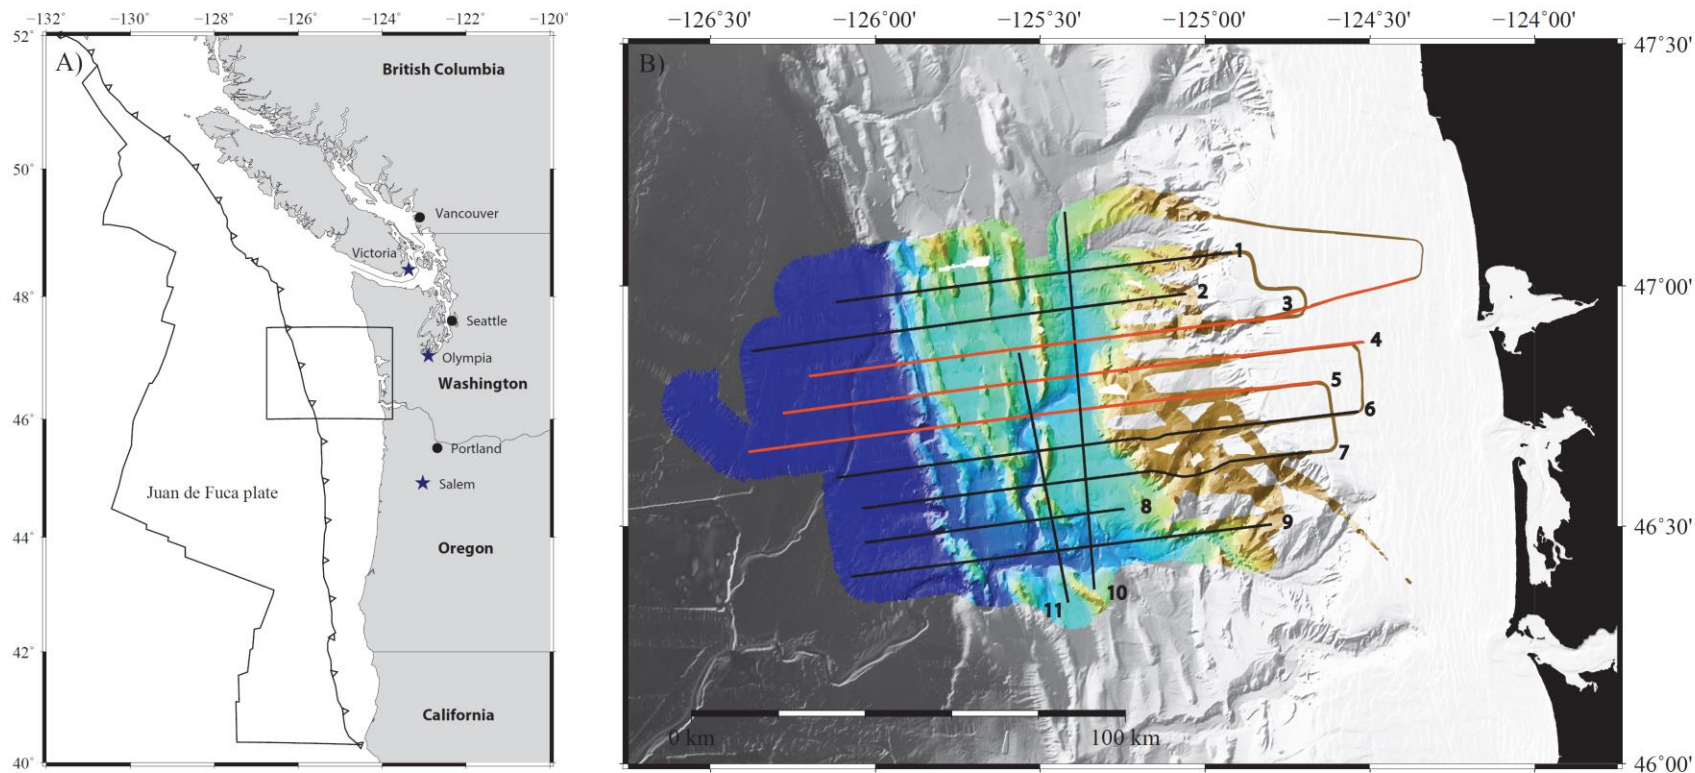 −132° −130° −128° −126° −124° −122° −120°
52°
A)
British Columbia
50°
Vancouver
Victoria
48°
Seattle
Olympia
Washington
46°
Portland
Salem
Juan de Fuca plate
44°
Oregon
42°
California
40°
−126°30' −126°00' −125°30' −125°00' −124°30' −124°00'
47°30'
B)
1
47°00'
2
3
4
5
6
7
8
9
46°30'
10
11
0 km
100 km
46°00'